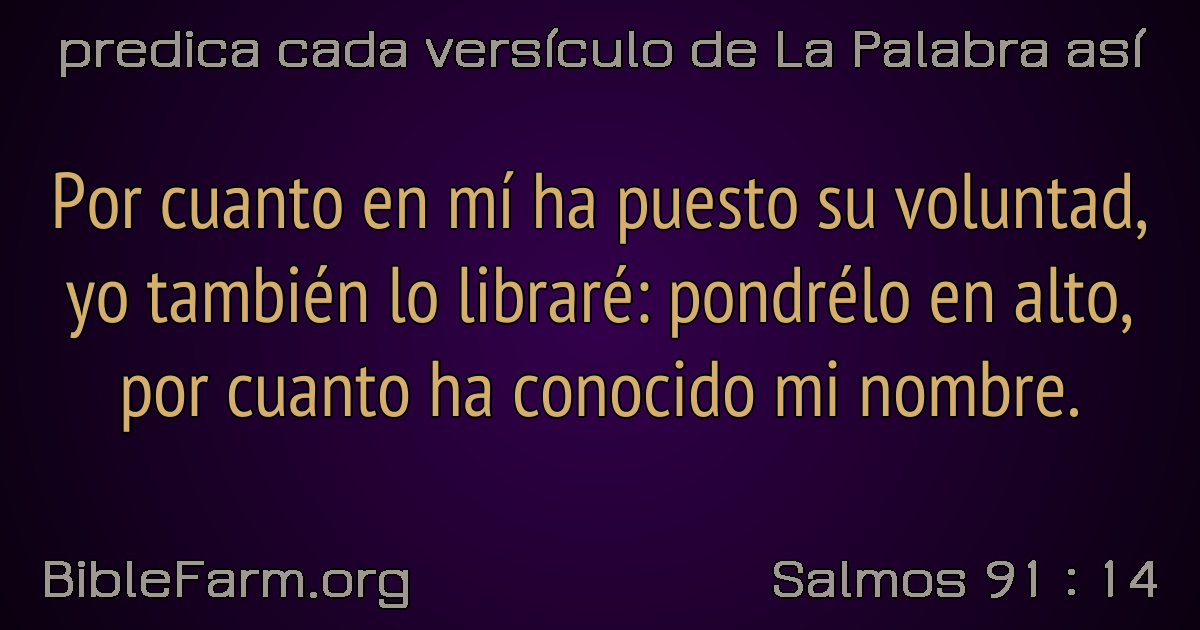 predica cada versículo de La Palabra así
Por cuanto en mí ha puesto su voluntad,
yo también lo libraré: pondrélo en alto,
por cuanto ha conocido mi nombre.
BibleFarm.org
Salmos 91 : 14